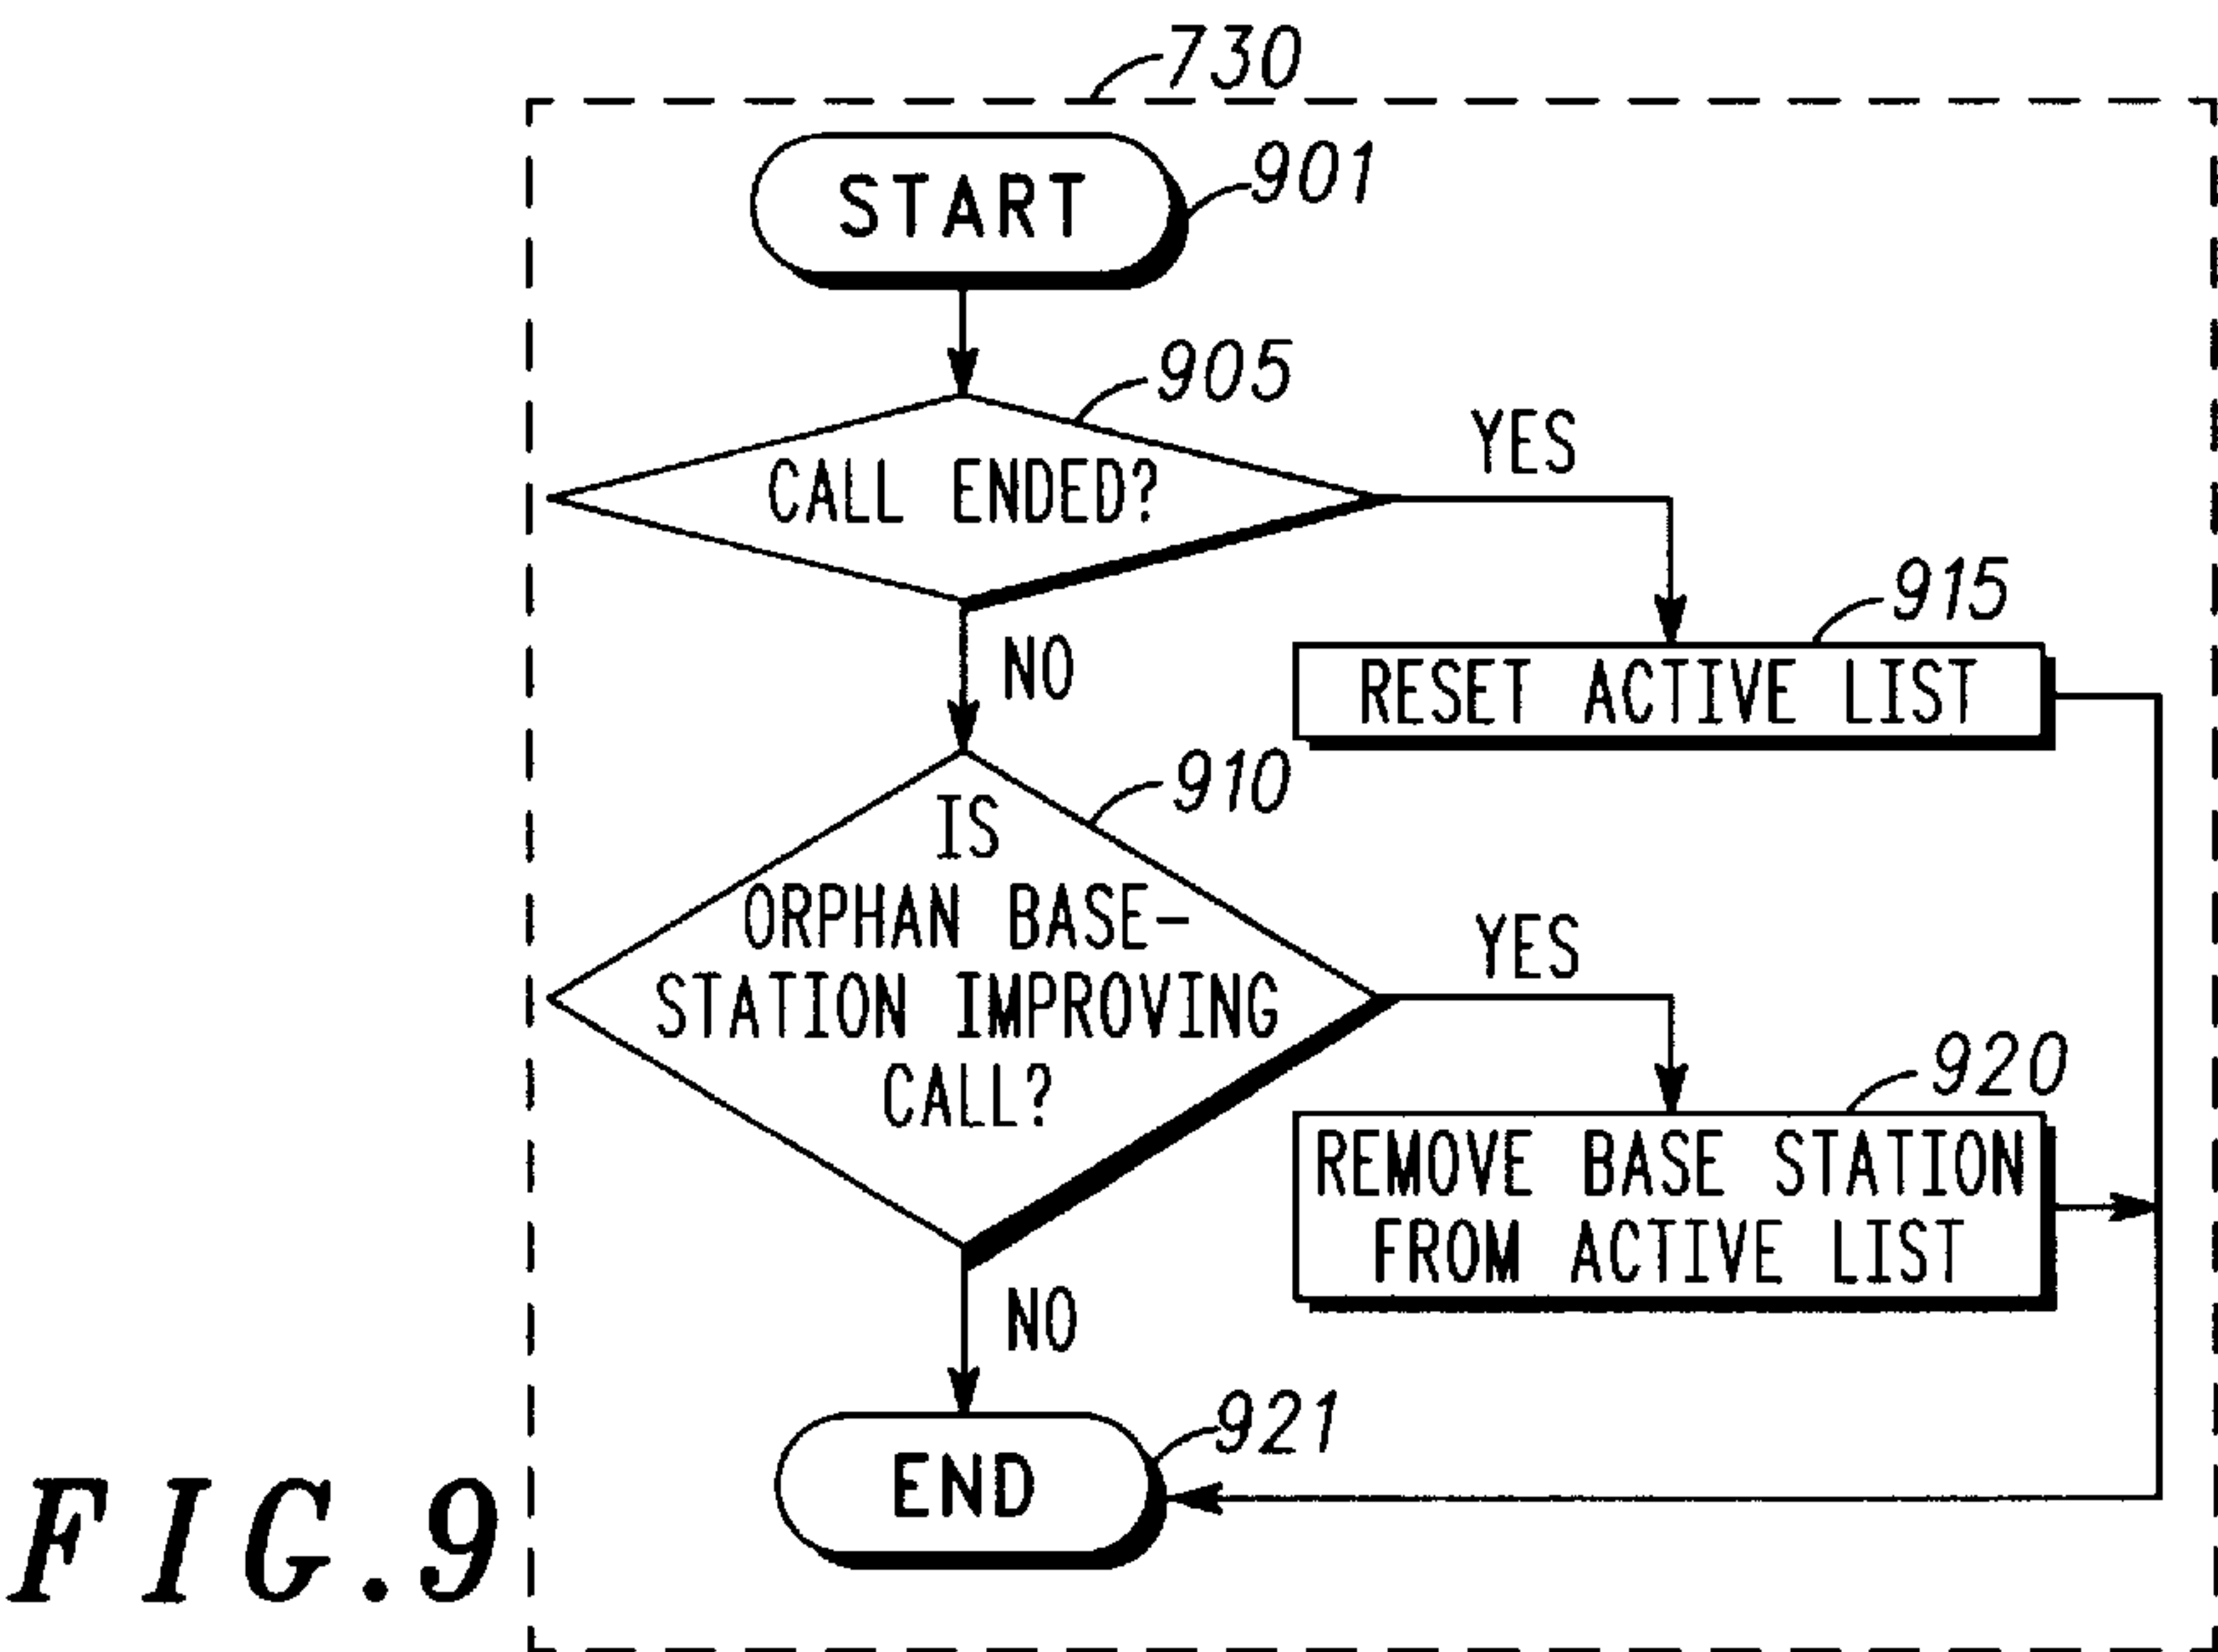 730
START
901
905
CALL ENDED?
YES
915
NO
RESET ACTIVE LIST
910
IS
ORPHAN BASE-
STATION IMPROVING
CALL?
YES
920
REMOVE BASE STATION
FROM ACTIVE LIST
NO
921
END
FIG.9